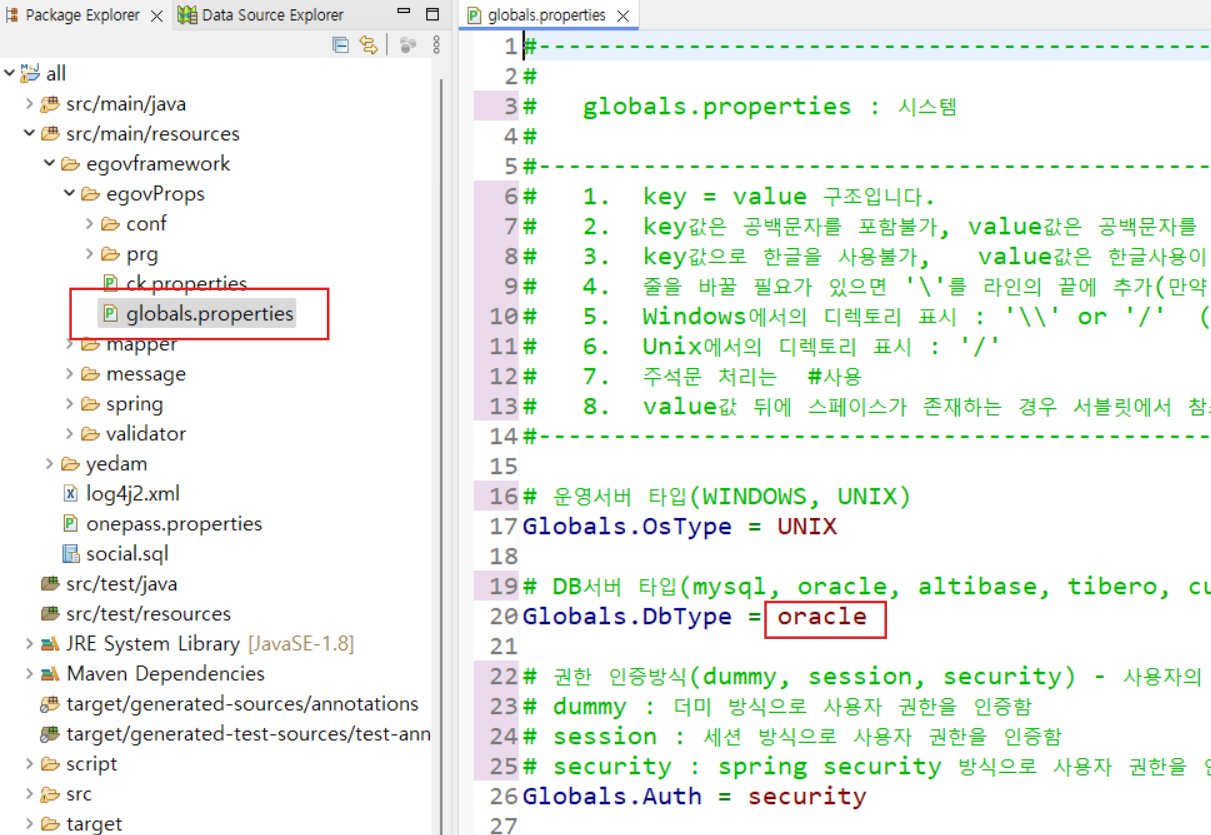 Package Explorer
Data Source Explorer
all
src/main/java
src/main/resources
egovframework
egovProps
conf
prg
ck.properties
globals.properties
mapper
message
spring
validator
yedam
log4j2.xml
onepass.properties
social.sql
src/test/java
src/test/resources
JRE System Library [JavaSE-1.8]
Maven Dependencies
target/generated-sources/annotations
target/generated-test-sources/test-ann
script
src
target
globals.properties
1 #-----------------------------------------------
2 #
3 #   globals.properties : 시스템
4 #
5 #-----------------------------------------------
6 #   1.  key = value 구조입니다.
7 #   2.  key값은 공백문자를 포함불가, value값은 공백문자를
8 #   3.  key값으로 한글을 사용불가,   value값은 한글사용이
9 #   4.  줄을 바꿀 필요가 있으면 '\'를 라인의 끝에 추가(만약
10 #   5.  Windows에서의 디렉토리 표시 : '\\' or '/'  (
11 #   6.  Unix에서의 디렉토리 표시 : '/'
12 #   7.  주석문 처리는  #사용
13 #   8.  value값 뒤에 스페이스가 존재하는 경우 서블릿에서
14 #-----------------------------------------------
15
16 # 운영서버 타입(WINDOWS, UNIX)
17 Globals.OsType = UNIX
18
19 # DB서버 타입(mysql, oracle, altibase, tibero, cu
20 Globals.DbType = oracle
21
22 # 권한 인증방식(dummy, session, security) - 사용자의
23 # dummy : 더미 방식으로 사용자 권한을 인증함
24 # session : 세션 방식으로 사용자 권한을 인증함
25 # security : spring security 방식으로 사용자 권한을
26 Globals.Auth = security
27